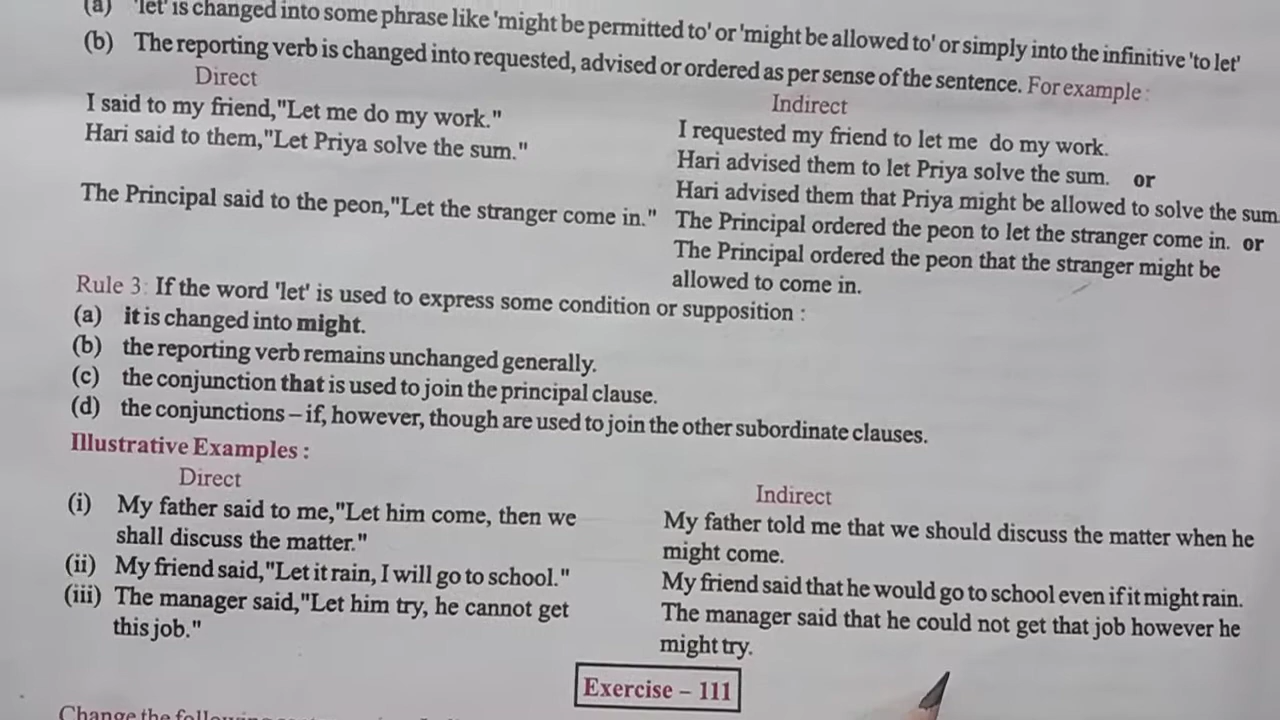 (a) 'let' is changed into some phrase like 'might be permitted to' or 'might be allowed to' or simply into the infinitive 'to let'
(b) The reporting verb is changed into requested, advised or ordered as per sense of the sentence. For example :
Direct
Indirect
I said to my friend,"Let me do my work."
I requested my friend to let me do my work.
Hari said to them,"Let Priya solve the sum."
Hari advised them to let Priya solve the sum. or
Hari advised them that Priya might be allowed to solve the sum.
The Principal said to the peon,"Let the stranger come in."
The Principal ordered the peon to let the stranger come in. or
The Principal ordered the peon that the stranger might be
allowed to come in.
Rule 3: If the word 'let' is used to express some condition or supposition :
(a) it is changed into might.
(b) the reporting verb remains unchanged generally.
(c) the conjunction that is used to join the principal clause.
(d) the conjunctions – if, however, though are used to join the other subordinate clauses.
Illustrative Examples :
Direct
Indirect
(i) My father said to me,"Let him come, then we
shall discuss the matter."
My father told me that we should discuss the matter when he
might come.
(ii) My friend said,"Let it rain, I will go to school."
My friend said that he would go to school even if it might rain.
(iii) The manager said,"Let him try, he cannot get
this job."
The manager said that he could not get that job however he
might try.
Exercise – 111
Change the following